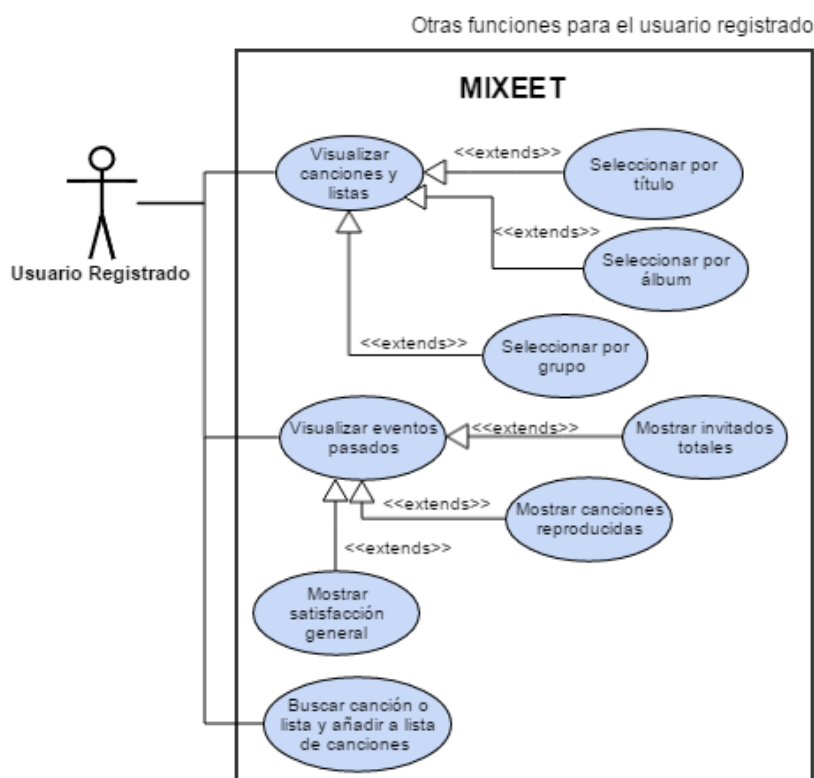 Otras funciones para el usuario registrado
MIXEET
Visualizar
canciones y
listas
<<extends>>
Seleccionar por
título
<<extends>>
Seleccionar por
álbum
Usuario Registrado
<<extends>>
Seleccionar por
grupo
Visualizar eventos
pasados
<<extends>>
Mostrar invitados
totales
<<extends>>
Mostrar canciones
reproducidas
<<extends>>
Mostrar
satisfacción
general
Buscar canción o
lista y añadir a lista
de canciones